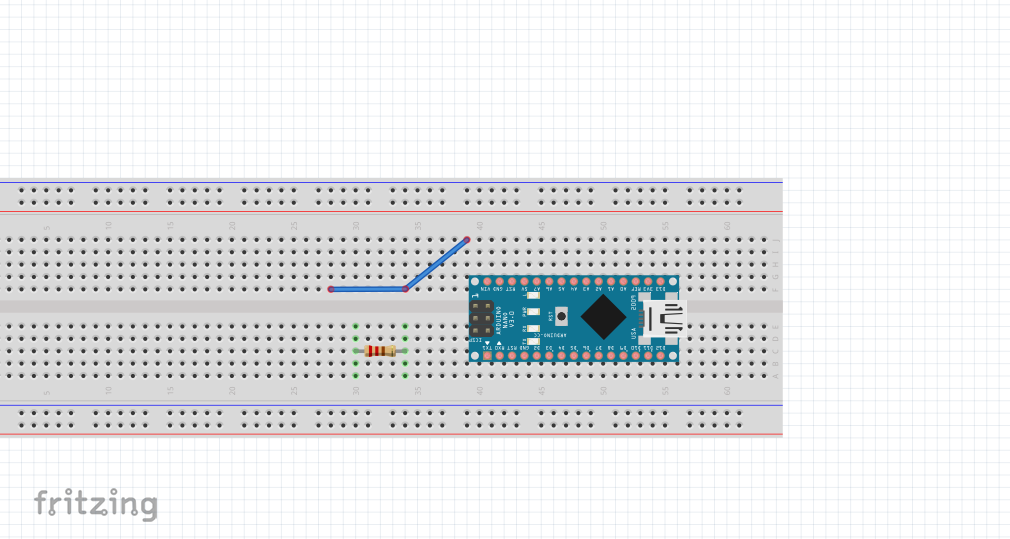 5 10 15 20 25 30 35 40 45 50 55 60
J
I
H
G
F
VIN GND RST 5V A7 A6 A5 A4 A3 A2 A1 A0 REF 3V3 D13
1
ARDUINO
NANO
V3.0
ICSP
L
PWR
RX
TX
RST
ARDUINO.CC
2009
USA
TX1 RX0 RST GND D2 D3 D4 D5 D6 D7 D8 D9 D10 D11 D12
E
D
C
B
A
5 10 15 20 25 30 35 40 45 50 55 60
fritzing